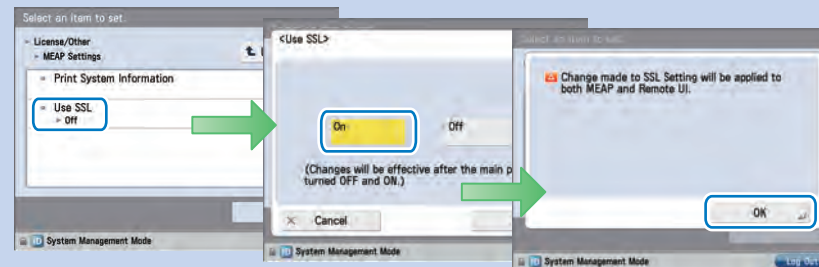 Select an item to set.
License/Other
MEAP Settings
Print System Information
Use SSL
Off
System Management Mode
<Use SSL>
On
Off
(Changes will be effective after the main p
turned OFF and ON.)
Cancel
System Management Mode
Select an item to set.
Change made to SSL Setting will be applied to
both MEAP and Remote UI.
OK
System Management Mode
Log Out